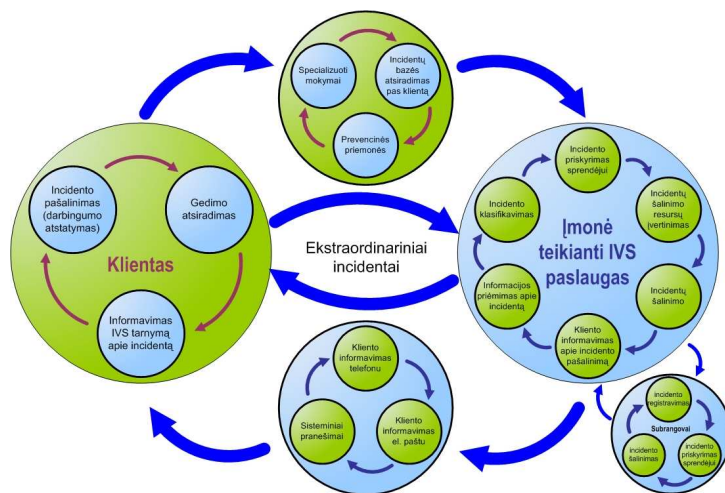 Specializuoti
mokymai
Incidentų
bazės
atsiradimas
pas klientą
Prevencinės
priemonės
Incidento
pašalinimas
(darbingumo
atstatymas)
Gedimo
atsiradimas
Klientas
Informavimas
IVS tarnymą
apie incidentą
Ekstraordinariniai
incidentai
Incidento
priskyrimas
sprendėjui
Incidento
klasifikavimas
Incidentų
šalinimo
resursų
įvertinimas
Įmonė
teikianti IVS
paslaugas
Informacijos
priėmimas apie
incidentą
Incidentų
šalinimo
Kliento
informavimas
apie incidento
pašalinimą
Kliento
informavimas
telefonu
Sisteminiai
pranešimai
Kliento
informavimas
el. paštu
incidento
registravimas
Subrangovai
incidento
šalinimas
incidento
priskyrimas
sprendėjui